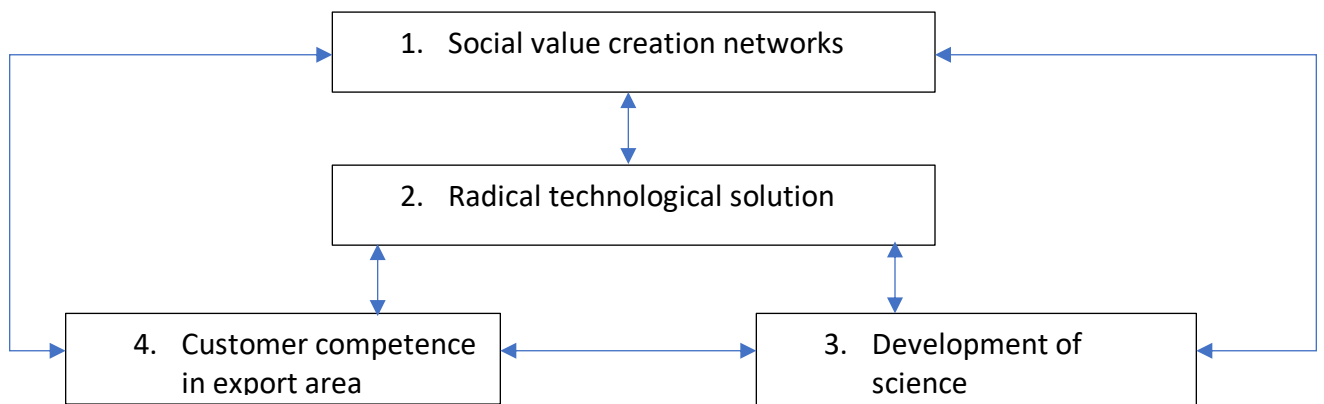 1. Social value creation networks
2. Radical technological solution
4. Customer competence
in export area
3. Development of
science